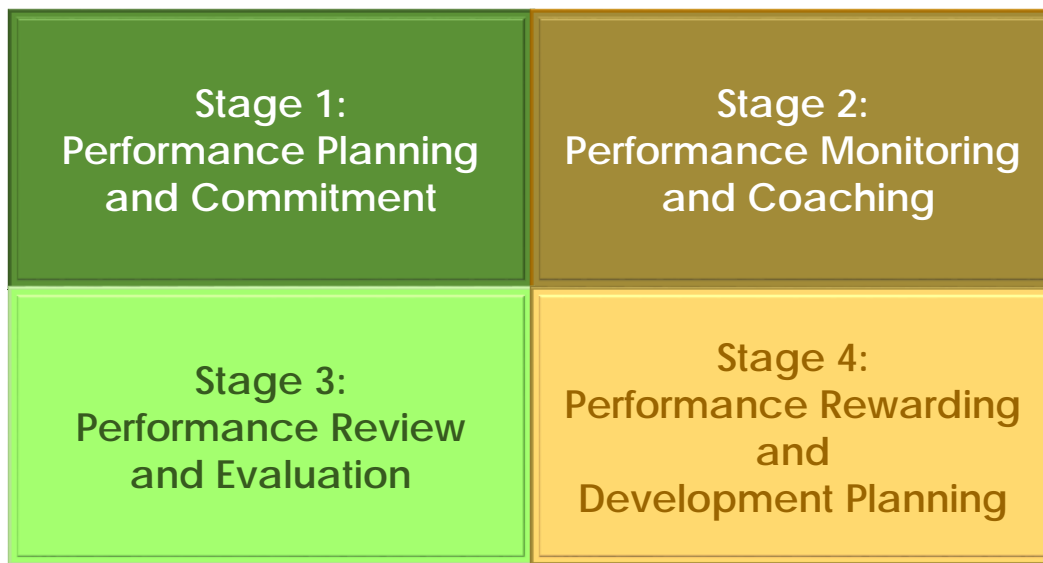 Stage 1:
Performance Planning
and Commitment
Stage 2:
Performance Monitoring
and Coaching
Stage 3:
Performance Review
and Evaluation
Stage 4:
Performance Rewarding
and
Development Planning